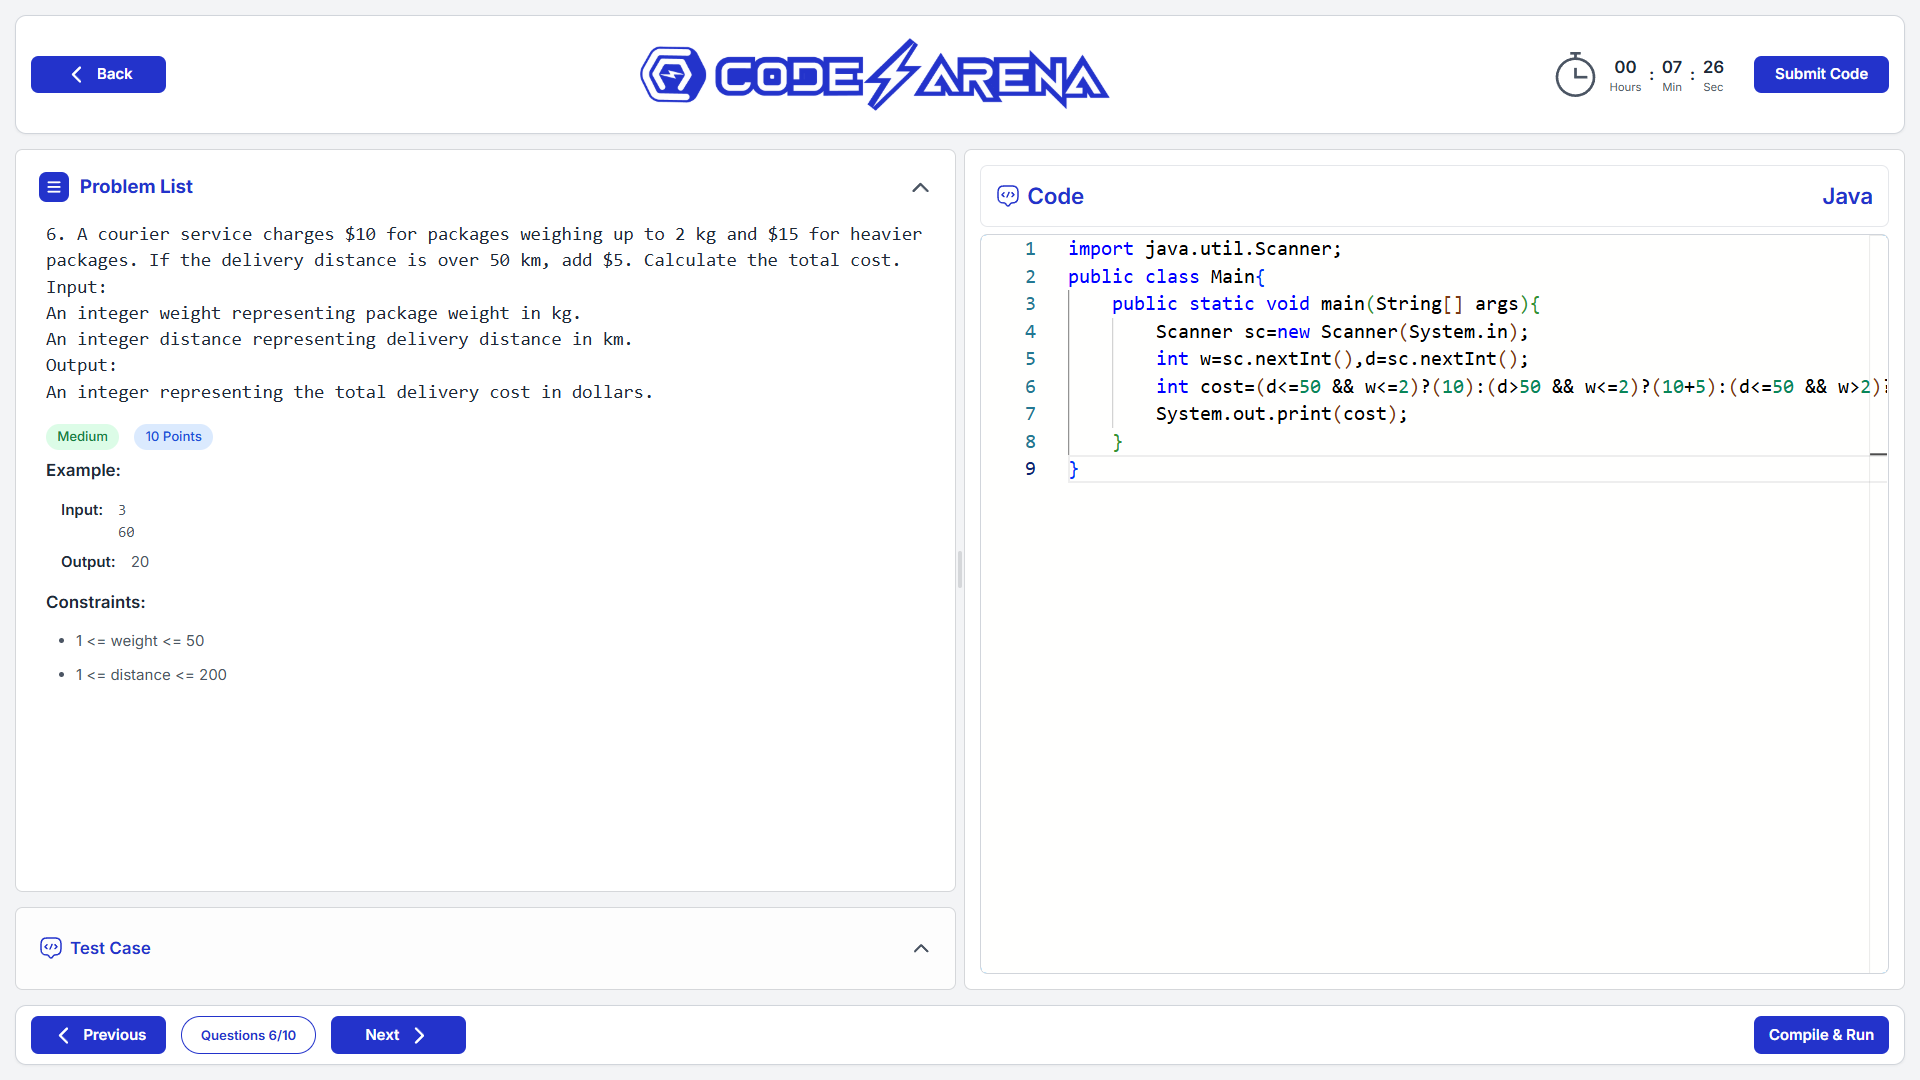 Back
CODE ARENA
00 : 07 : 26
Hours Min Sec
Submit Code
Problem List
6. A courier service charges $10 for packages weighing up to 2 kg and $15 for heavier
packages. If the delivery distance is over 50 km, add $5. Calculate the total cost.
Input:
An integer weight representing package weight in kg.
An integer distance representing delivery distance in km.
Output:
An integer representing the total delivery cost in dollars.
Medium
10 Points
Example:
Input: 3
60
Output: 20
Constraints:
• 1 <= weight <= 50
• 1 <= distance <= 200
Test Case
Code
Java
1 import java.util.Scanner;
2 public class Main{
3 public static void main(String[] args){
4 Scanner sc=new Scanner(System.in);
5 int w=sc.nextInt(),d=sc.nextInt();
6 int cost=(d<=50 && w<=2)?(10):(d>50 && w<=2)?(10+5):(d<=50 && w>2)?
7 System.out.print(cost);
8 }
9 }
Previous
Questions 6/10
Next
Compile & Run